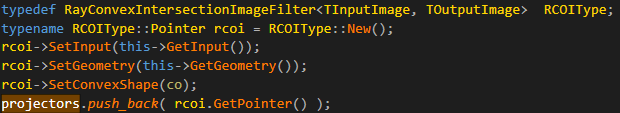 typedef RayConvexIntersectionImageFilter<TInputImage, TOutputImage>  RCOIType;
typename RCOIType::Pointer rcoi = RCOIType::New();
rcoi->SetInput(this->GetInput());
rcoi->SetGeometry(this->GetGeometry());
rcoi->SetConvexShape(co);
projectors.push_back( rcoi.GetPointer() );